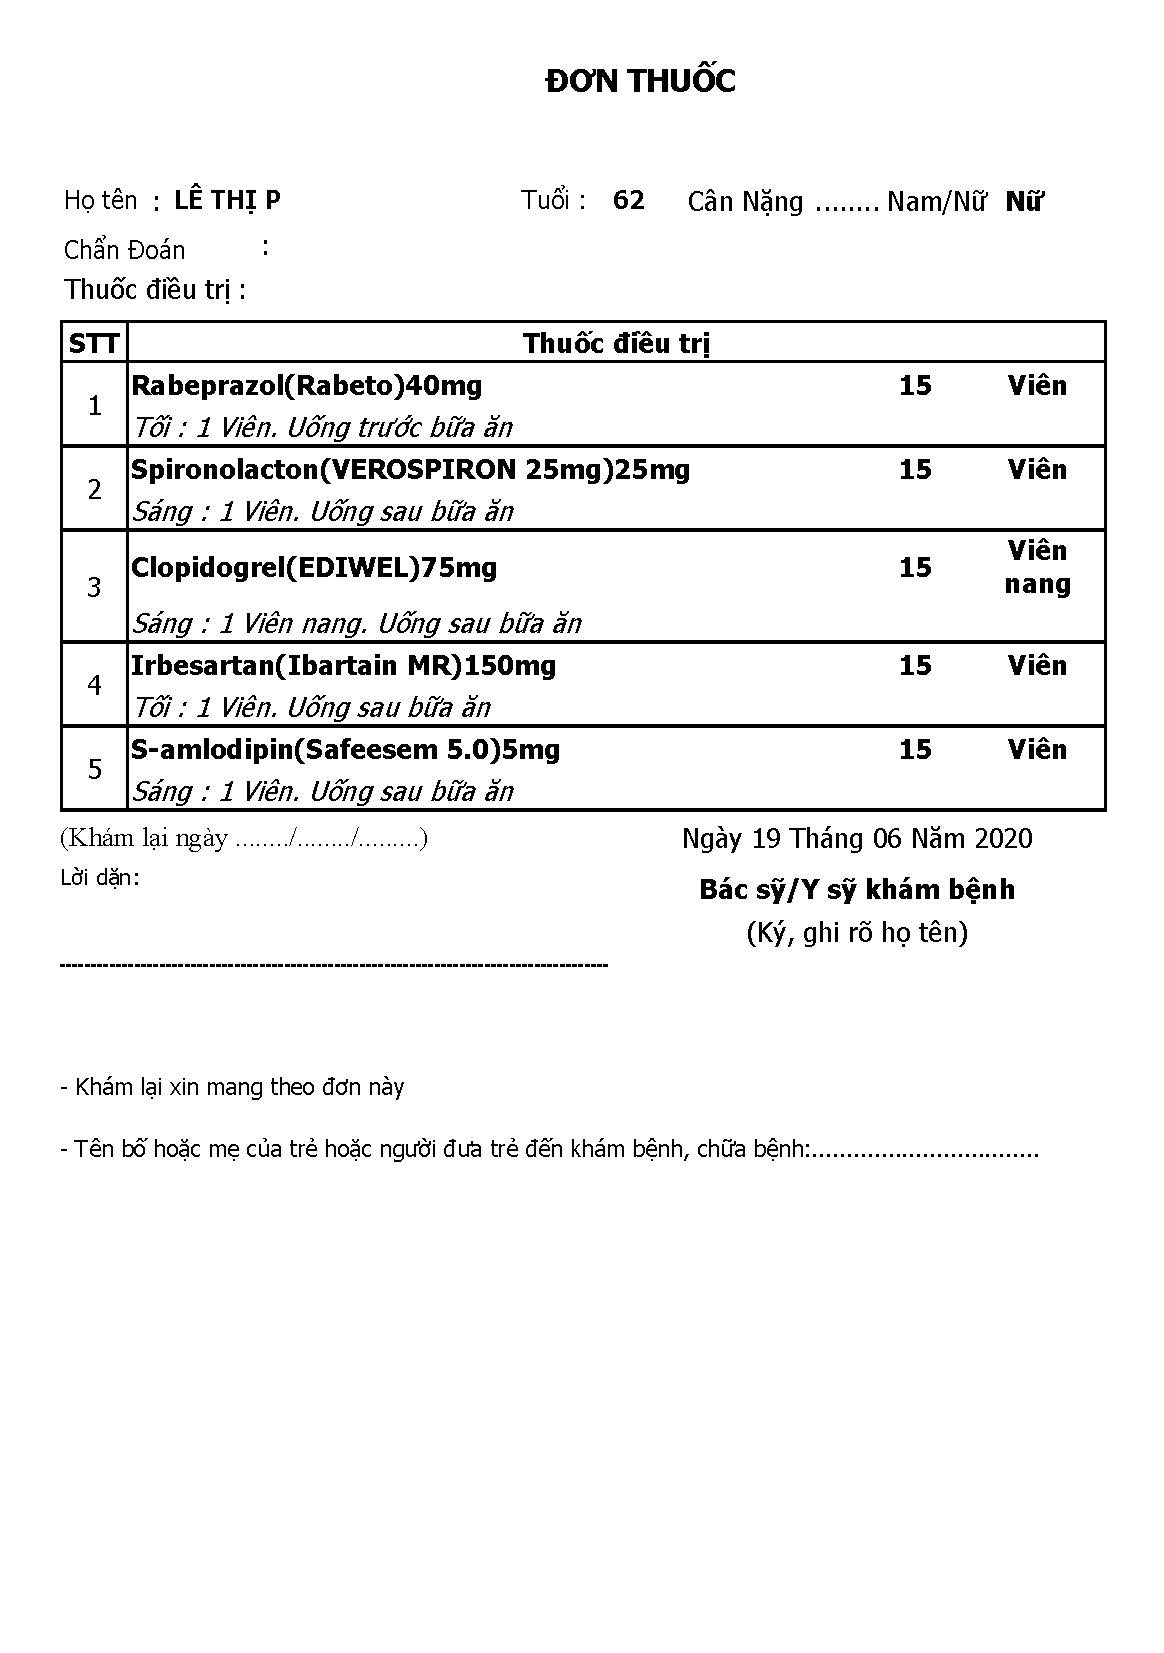 ĐƠN THUỐC
Họ tên : LÊ THỊ P Tuổi : 62 Cân Nặng ........ Nam/Nữ Nữ
Chẩn Đoán :
Thuốc điều trị :
STT Thuốc điều trị
1 Rabeprazol(Rabeto)40mg 15 Viên
Tối : 1 Viên. Uống trước bữa ăn
2 Spironolacton(VEROSPIRON 25mg)25mg 15 Viên
Sáng : 1 Viên. Uống sau bữa ăn
3 Clopidogrel(EDIWEL)75mg 15 Viên nang
Sáng : 1 Viên nang. Uống sau bữa ăn
4 Irbesartan(Ibartain MR)150mg 15 Viên
Tối : 1 Viên. Uống sau bữa ăn
5 S-amlodipin(Safeesem 5.0)5mg 15 Viên
Sáng : 1 Viên. Uống sau bữa ăn
(Khám lại ngày ......../......../.........) Ngày 19 Tháng 06 Năm 2020
Lời dặn:
Bác sỹ/Y sỹ khám bệnh
(Ký, ghi rõ họ tên)
- Khám lại xin mang theo đơn này
- Tên bố hoặc mẹ của trẻ hoặc người đưa trẻ đến khám bệnh, chữa bệnh:.................................